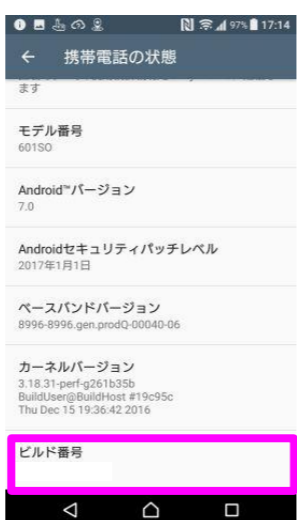 97% 17:14
携帯電話の状態
ます
モデル番号
601SO
Android™バージョン
7.0
Androidセキュリティパッチレベル
2017年1月1日
ベースバンドバージョン
8996-8996.gen.prodQ-00040-06
カーネルバージョン
3.18.31-perf-g261b35b
BuildUser@BuildHost #19c95c
Thu Dec 15 19:36:42 2016
ビルド番号